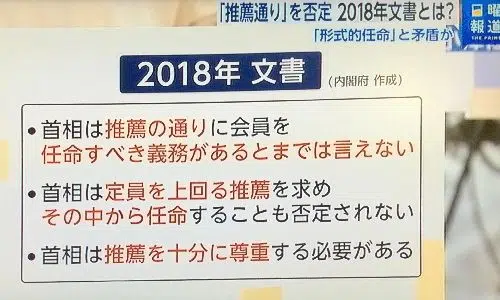 「推薦通り」を否定 2018年文書とは?
「形式的任命」と矛盾か
日曜
報道
THE PRIME
2018年 文書
(内閣府 作成)
●首相は推薦の通りに会員を
任命すべき義務があるとまでは言えない
●首相は定員を上回る推薦を求め
その中から任命することも否定されない
●首相は推薦を十分に尊重する必要がある